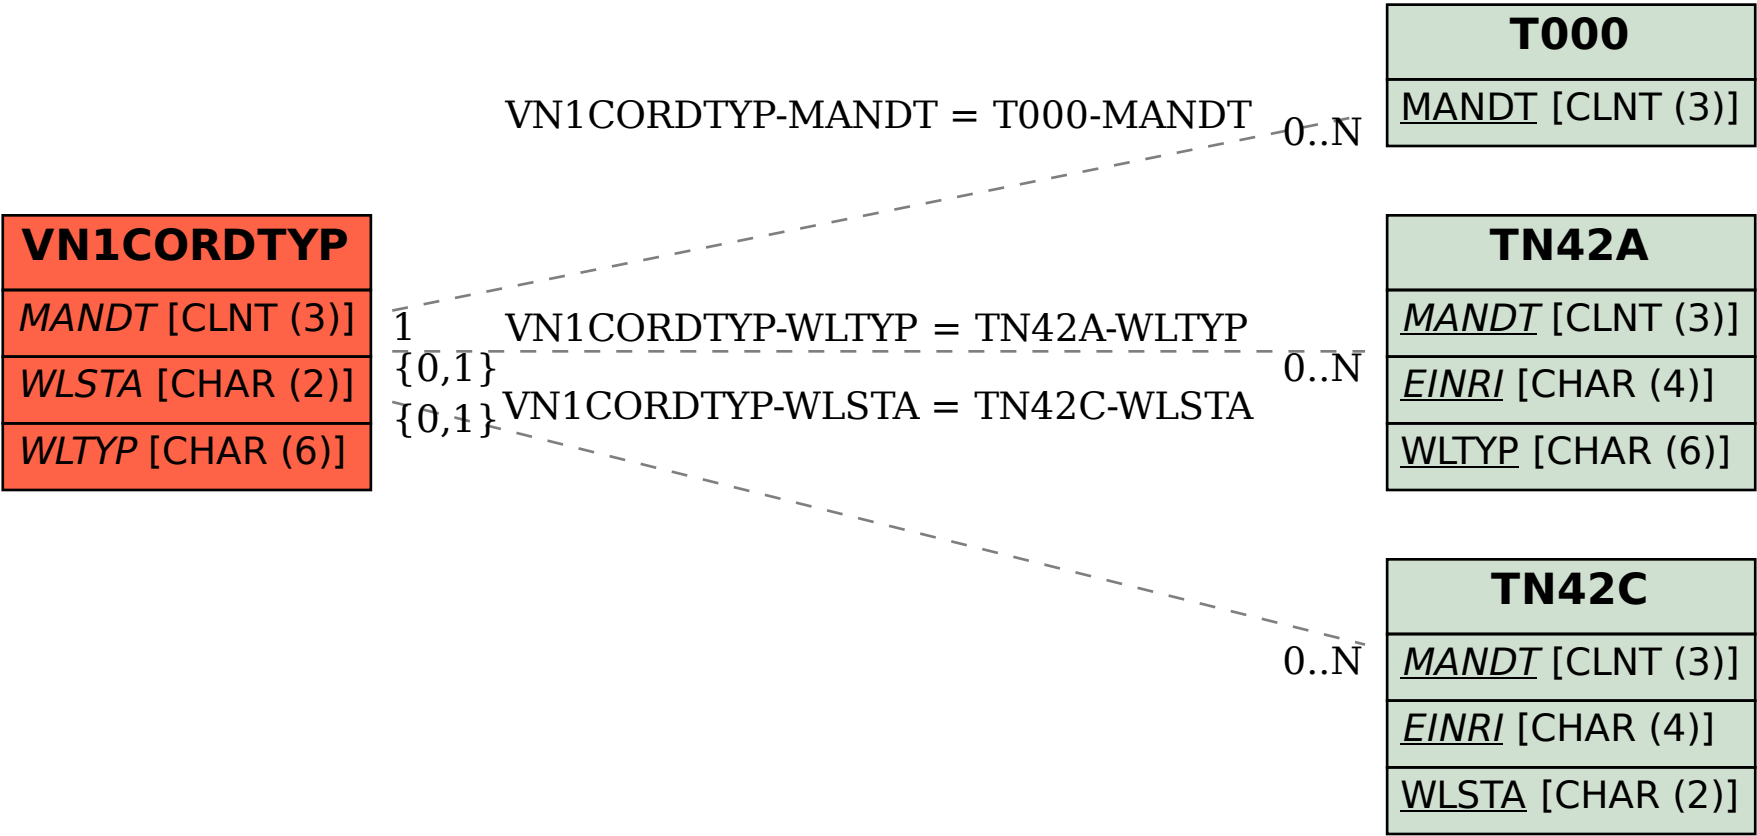 VN1CORDTYP
MANDT [CLNT (3)]
WLSTA [CHAR (2)]
WLTYP [CHAR (6)]
VN1CORDTYP-MANDT = T000-MANDT
0..N
1
VN1CORDTYP-WLTYP = TN42A-WLTYP
{0,1}
0..N
VN1CORDTYP-WLSTA = TN42C-WLSTA
{0,1}
0..N
T000
MANDT [CLNT (3)]
TN42A
MANDT [CLNT (3)]
EINRI [CHAR (4)]
WLTYP [CHAR (6)]
TN42C
MANDT [CLNT (3)]
EINRI [CHAR (4)]
WLSTA [CHAR (2)]